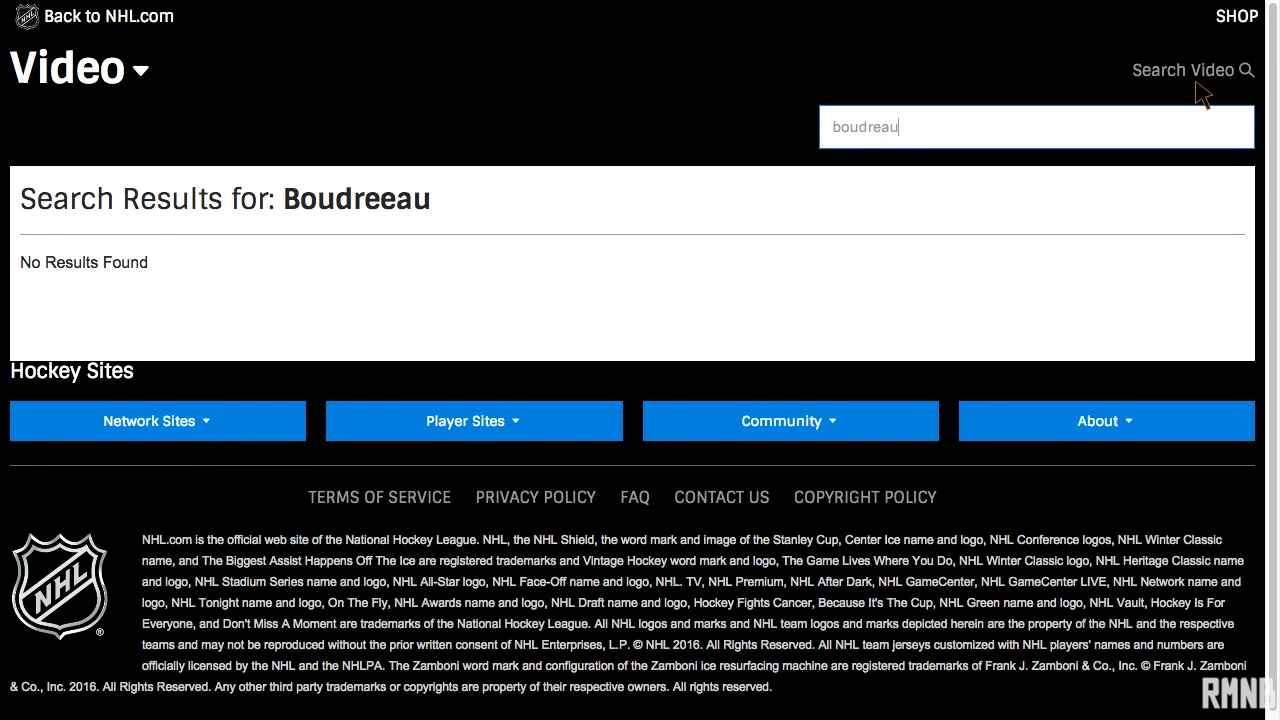 Back to NHL.com
SHOP
Video
Search Video
boudreau
Search Results for: Boudreeau
No Results Found
Hockey Sites
Network Sites
Player Sites
Community
About
TERMS OF SERVICE
PRIVACY POLICY
FAQ
CONTACT US
COPYRIGHT POLICY
NHL
NHL.com is the official web site of the National Hockey League. NHL, the NHL Shield, the word mark and image of the Stanley Cup, Center Ice name and logo, NHL Conference logos, NHL Winter Classic
name, and The Biggest Assist Happens Off The Ice are registered trademarks and Vintage Hockey word mark and logo, The Game Lives Where You Do, NHL Winter Classic logo, NHL Heritage Classic name
and logo, NHL Stadium Series name and logo, NHL All-Star logo, NHL Face-Off name and logo, NHL. TV, NHL Premium, NHL After Dark, NHL GameCenter, NHL GameCenter LIVE, NHL Network name and
logo, NHL Tonight name and logo, On The Fly, NHL Awards name and logo, NHL Draft name and logo, Hockey Fights Cancer, Because It's The Cup, NHL Green name and logo, NHL Vault, Hockey Is For
Everyone, and Don't Miss A Moment are trademarks of the National Hockey League. All NHL logos and marks and NHL team logos and marks depicted herein are the property of the NHL and the respective
teams and may not be reproduced without the prior written consent of NHL Enterprises, L.P. © NHL 2016. All Rights Reserved. All NHL team jerseys customized with NHL players' names and numbers are
officially licensed by the NHL and the NHLPA. The Zamboni word mark and configuration of the Zamboni ice resurfacing machine are registered trademarks of Frank J. Zamboni & Co., Inc. © Frank J. Zamboni
& Co., Inc. 2016. All Rights Reserved. Any other third party trademarks or copyrights are property of their respective owners. All rights reserved.
RMNB